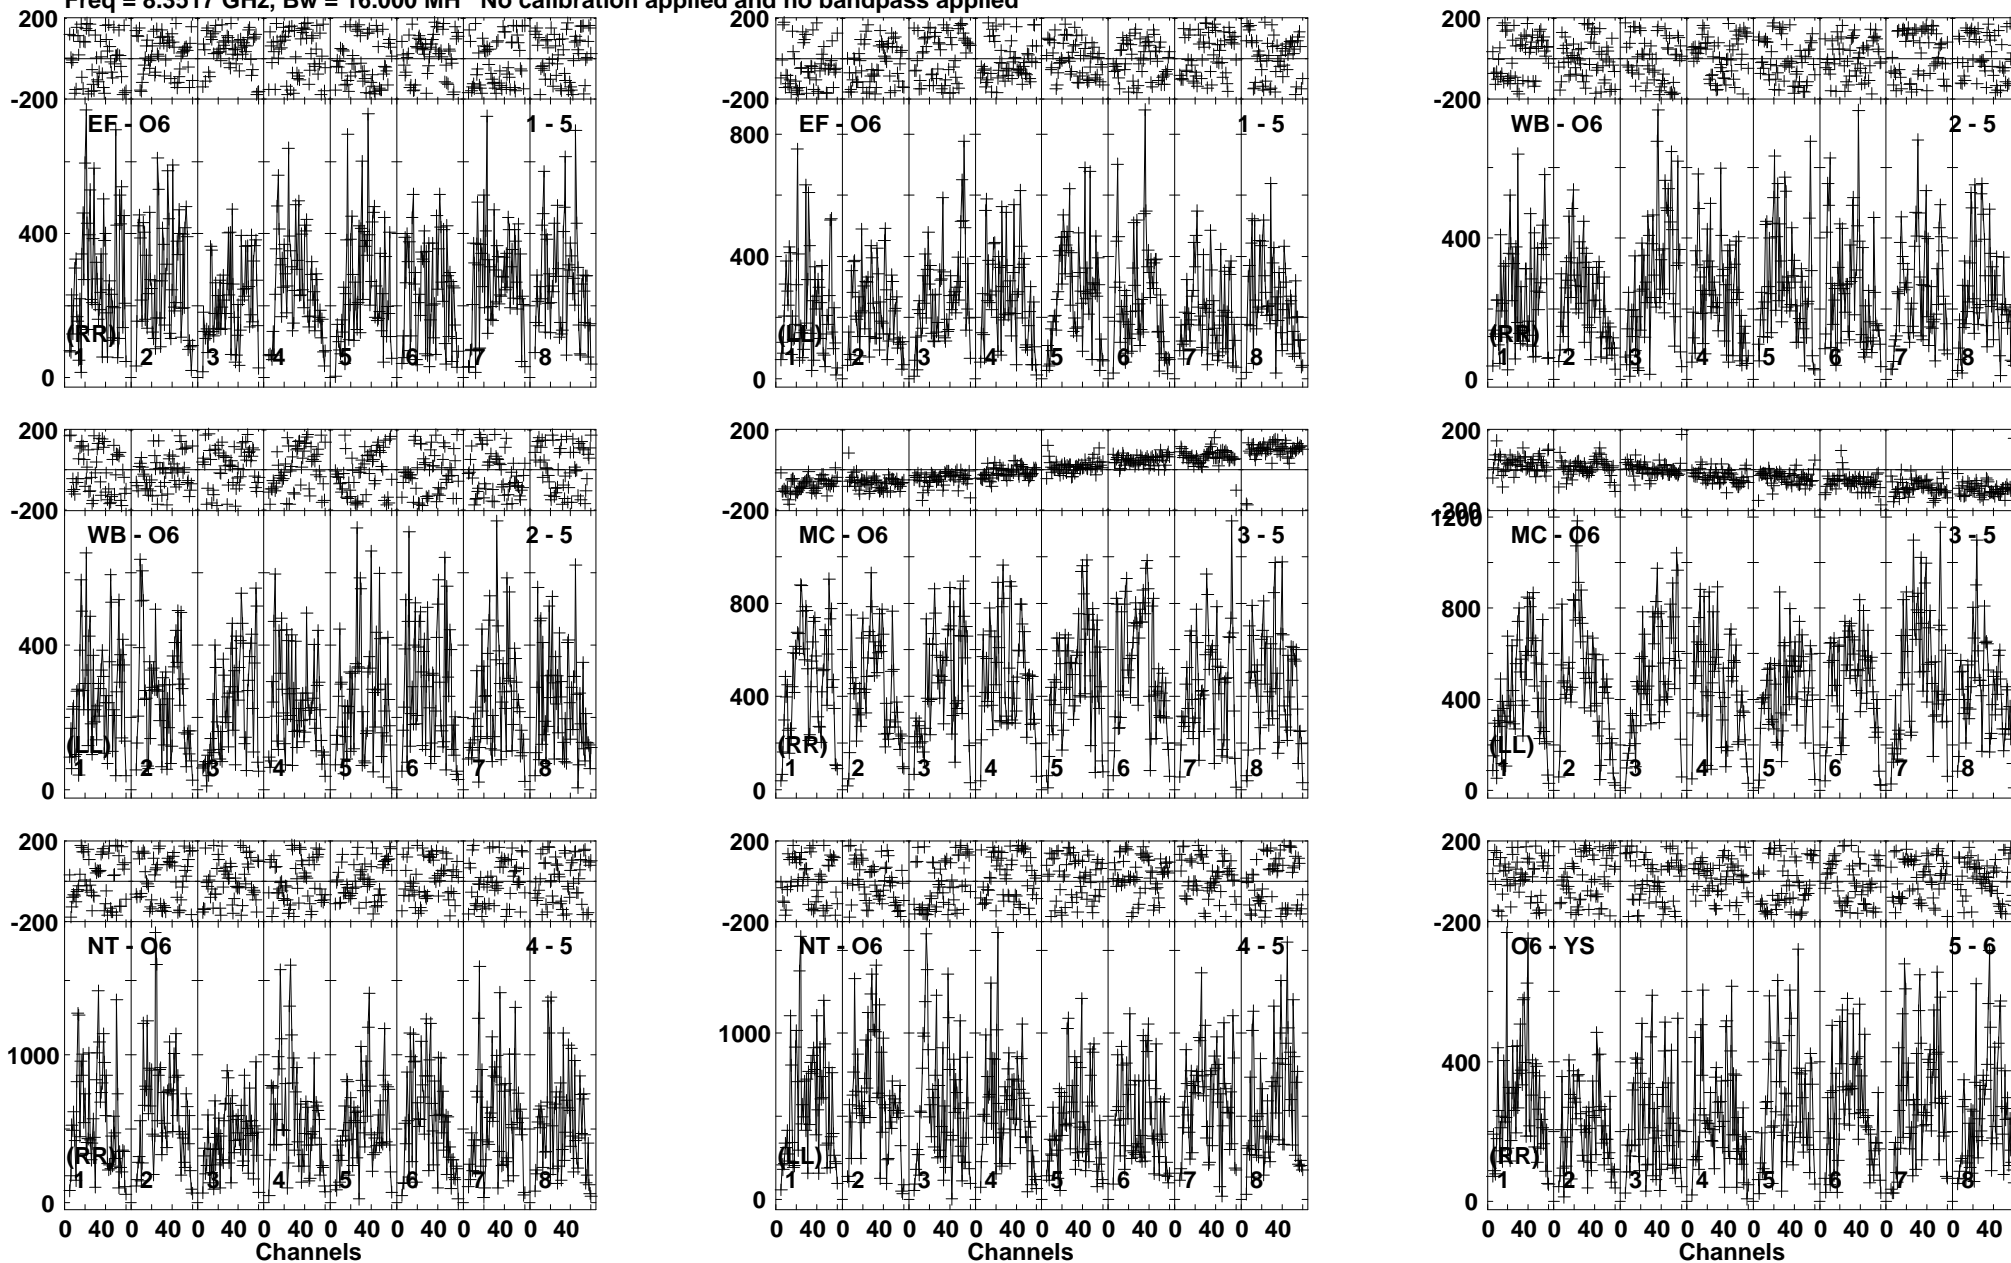 Freq = 8.3517 GHz, Bw = 16.000 MH No calibration applied and no bandpass applied
200
-200
EF - O6 1 - 5
400
(RR)
1 2 3 4 5 6 7 8
0
-200
200
EF - O6 1 - 5
800
400
(LL)
1 2 3 4 5 6 7 8
0
200
-200
WB - O6 2 - 5
400
(RR)
1 2 3 4 5 6 7 8
0
200
-200
WB - O6 2 - 5
400
(LL)
1 2 3 4 5 6 7 8
0
200
-200
MC - O6 3 - 5
800
400
(RR)
1 2 3 4 5 6 7 8
0
200
-200
1200
MC - O6 3 - 5
800
400
(LL)
1 2 3 4 5 6 7 8
0
200
-200
NT - O6 4 - 5
1000
(RR)
1 2 3 4 5 6 7 8
0
0 40 0 40 0 40 0 40 0 40 0 40 0 40 0 40
Channels
200
-200
NT - O6 4 - 5
1000
(LL)
1 2 3 4 5 6 7 8
0
0 40 0 40 0 40 0 40 0 40 0 40 0 40 0 40
Channels
200
-200
O6 - YS 5 - 6
400
(RR)
1 2 3 4 5 6 7 8
0
0 40 0 40 0 40 0 40 0 40 0 40 0 40 0 40
Channels